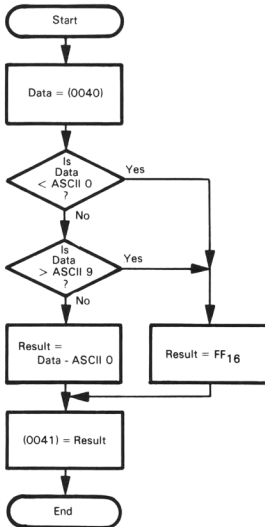 Start
Data = (0040)
Is
Data
< ASCII 0
?
Yes
No
Is
Data
> ASCII 9
?
Yes
No
Result =
Data - ASCII 0
Result = FF16
(0041) = Result
End